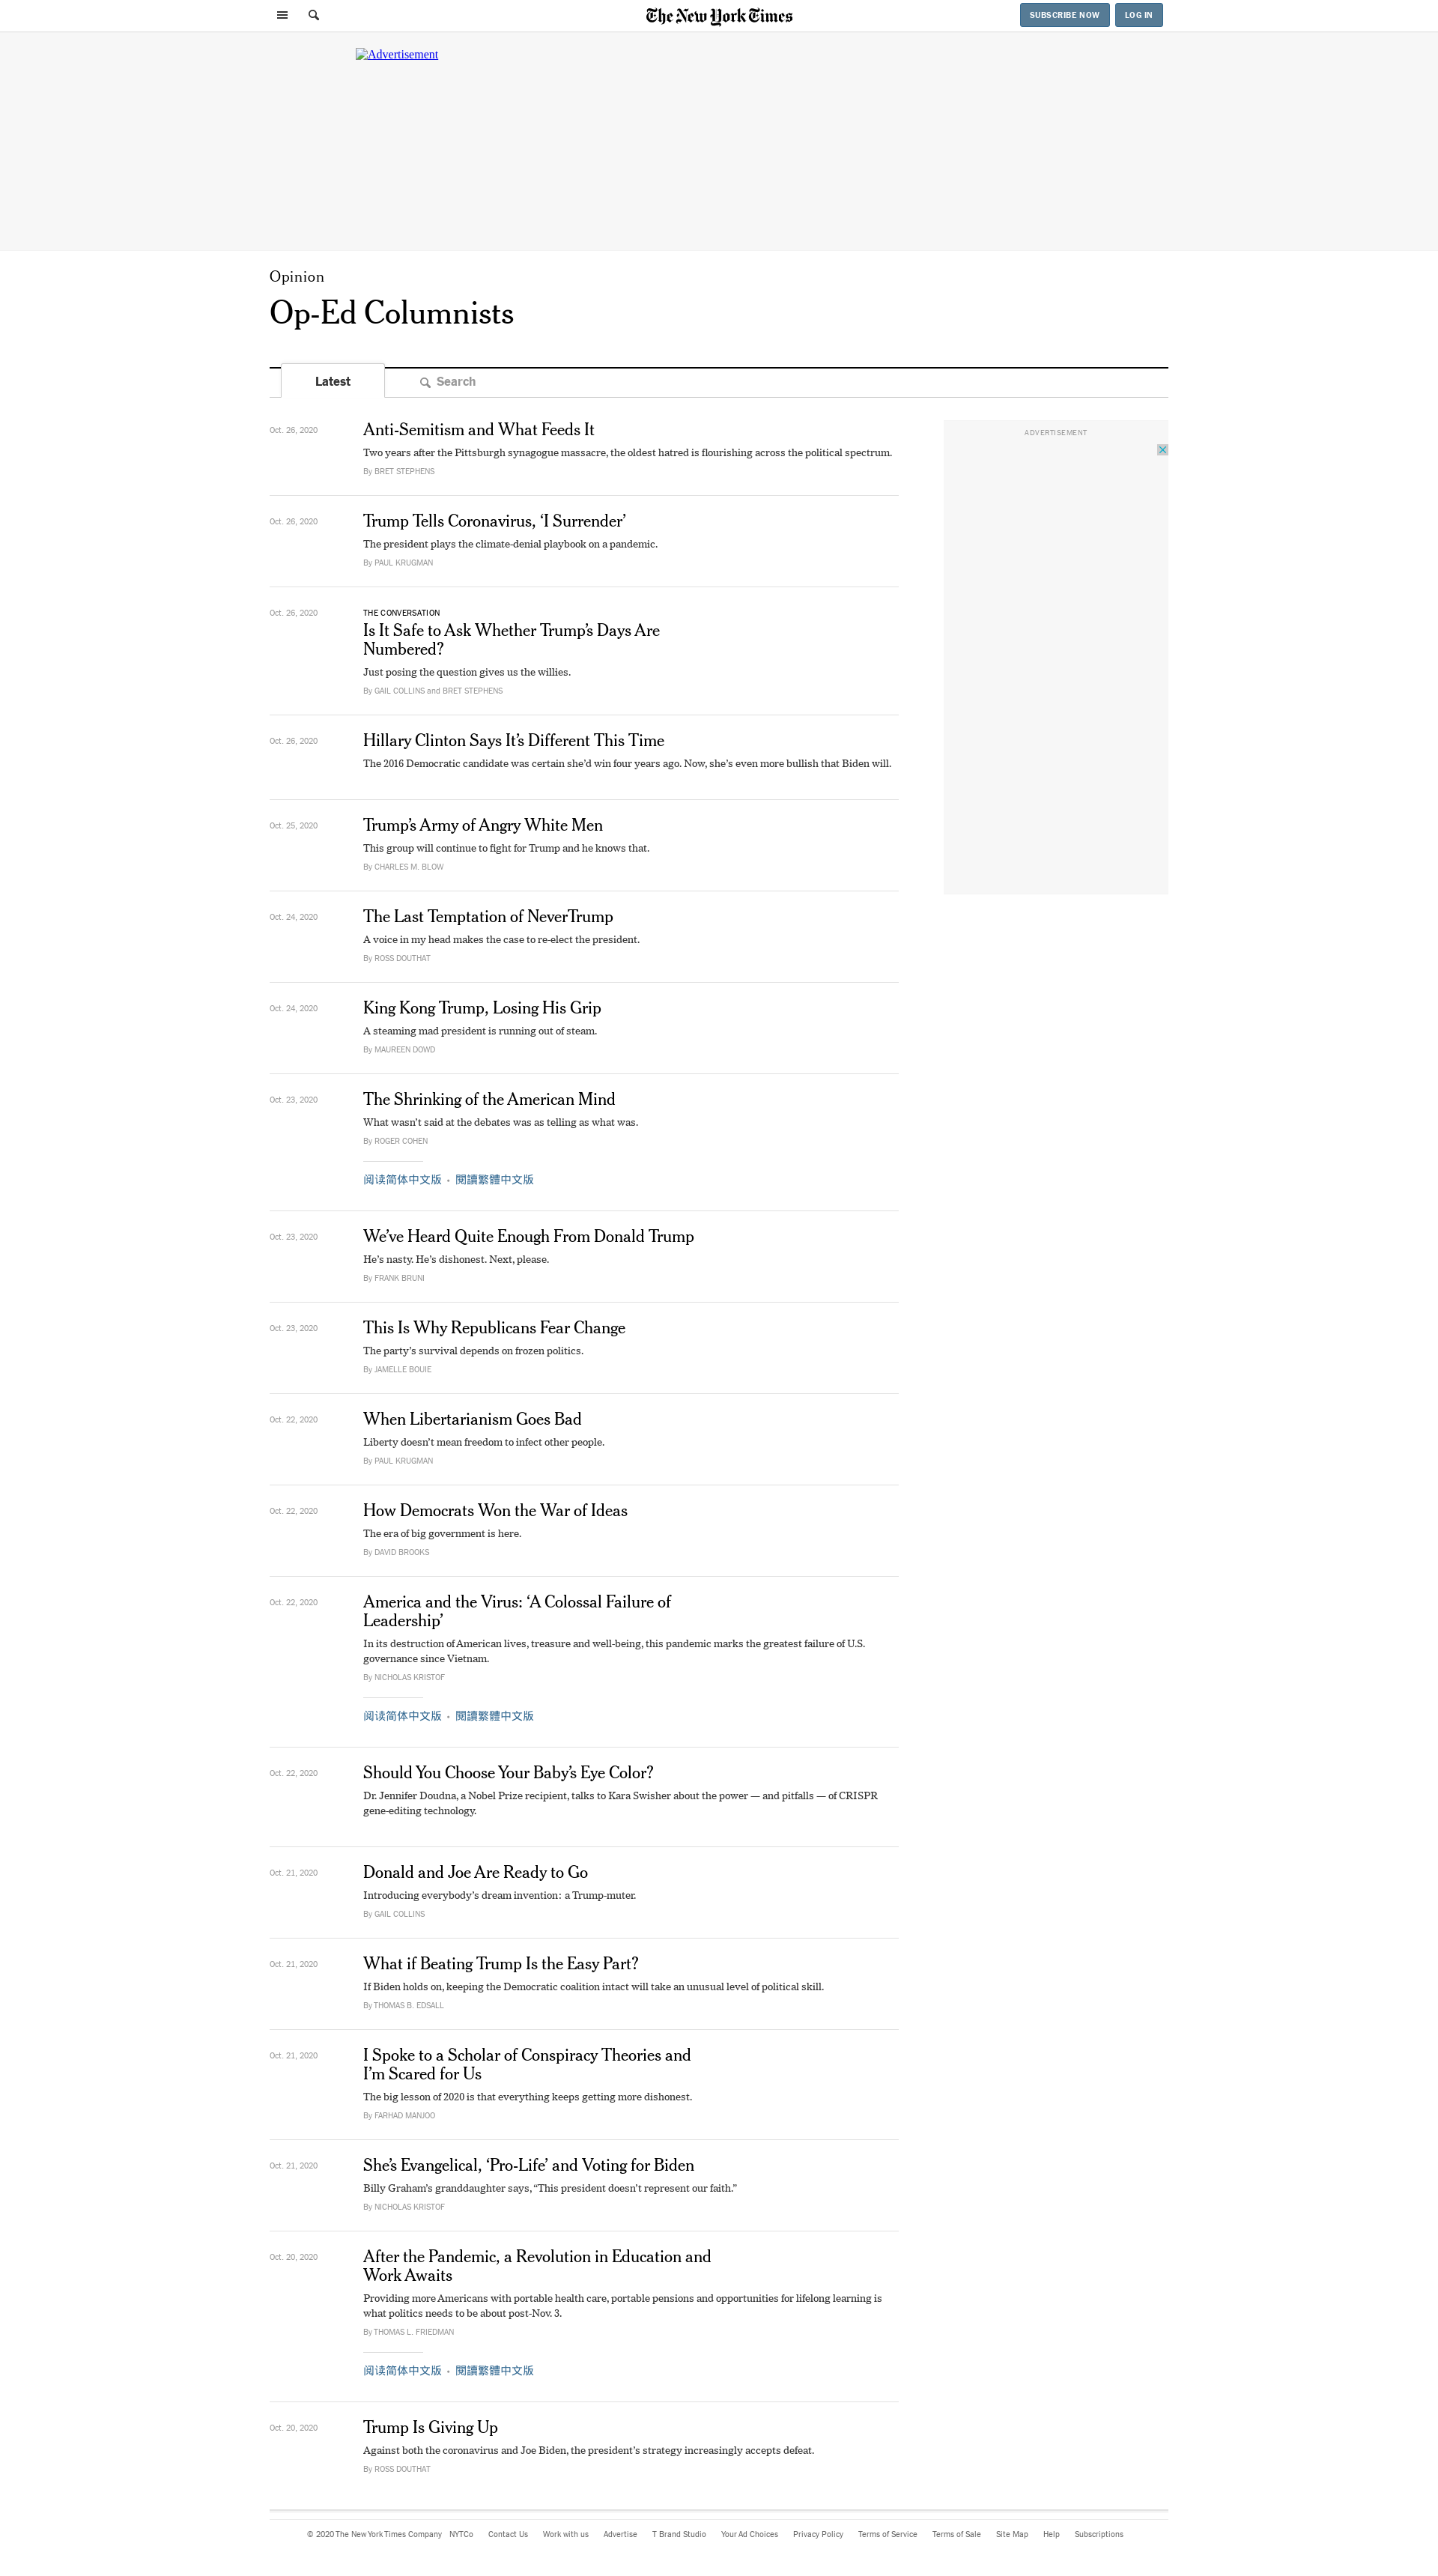 The New York Times
SUBSCRIBE NOW
LOG IN
Advertisement
Opinion
Op-Ed Columnists
Latest
Search
ADVERTISEMENT
Oct. 26, 2020
Anti-Semitism and What Feeds It
Two years after the Pittsburgh synagogue massacre, the oldest hatred is flourishing across the political spectrum.
By BRET STEPHENS
Oct. 26, 2020
Trump Tells Coronavirus, ‘I Surrender’
The president plays the climate-denial playbook on a pandemic.
By PAUL KRUGMAN
Oct. 26, 2020
THE CONVERSATION
Is It Safe to Ask Whether Trump’s Days Are
Numbered?
Just posing the question gives us the willies.
By GAIL COLLINS and BRET STEPHENS
Oct. 26, 2020
Hillary Clinton Says It’s Different This Time
The 2016 Democratic candidate was certain she’d win four years ago. Now, she’s even more bullish that Biden will.
Oct. 25, 2020
Trump’s Army of Angry White Men
This group will continue to fight for Trump and he knows that.
By CHARLES M. BLOW
Oct. 24, 2020
The Last Temptation of NeverTrump
A voice in my head makes the case to re-elect the president.
By ROSS DOUTHAT
Oct. 24, 2020
King Kong Trump, Losing His Grip
A steaming mad president is running out of steam.
By MAUREEN DOWD
Oct. 23, 2020
The Shrinking of the American Mind
What wasn’t said at the debates was as telling as what was.
By ROGER COHEN
阅读简体中文版 • 閱讀繁體中文版
Oct. 23, 2020
We’ve Heard Quite Enough From Donald Trump
He’s nasty. He’s dishonest. Next, please.
By FRANK BRUNI
Oct. 23, 2020
This Is Why Republicans Fear Change
The party’s survival depends on frozen politics.
By JAMELLE BOUIE
Oct. 22, 2020
When Libertarianism Goes Bad
Liberty doesn’t mean freedom to infect other people.
By PAUL KRUGMAN
Oct. 22, 2020
How Democrats Won the War of Ideas
The era of big government is here.
By DAVID BROOKS
Oct. 22, 2020
America and the Virus: ‘A Colossal Failure of
Leadership’
In its destruction of American lives, treasure and well-being, this pandemic marks the greatest failure of U.S.
governance since Vietnam.
By NICHOLAS KRISTOF
阅读简体中文版 • 閱讀繁體中文版
Oct. 22, 2020
Should You Choose Your Baby’s Eye Color?
Dr. Jennifer Doudna, a Nobel Prize recipient, talks to Kara Swisher about the power — and pitfalls — of CRISPR
gene-editing technology.
Oct. 21, 2020
Donald and Joe Are Ready to Go
Introducing everybody’s dream invention: a Trump-muter.
By GAIL COLLINS
Oct. 21, 2020
What if Beating Trump Is the Easy Part?
If Biden holds on, keeping the Democratic coalition intact will take an unusual level of political skill.
By THOMAS B. EDSALL
Oct. 21, 2020
I Spoke to a Scholar of Conspiracy Theories and
I’m Scared for Us
The big lesson of 2020 is that everything keeps getting more dishonest.
By FARHAD MANJOO
Oct. 21, 2020
She’s Evangelical, ‘Pro-Life’ and Voting for Biden
Billy Graham’s granddaughter says, “This president doesn’t represent our faith.”
By NICHOLAS KRISTOF
Oct. 20, 2020
After the Pandemic, a Revolution in Education and
Work Awaits
Providing more Americans with portable health care, portable pensions and opportunities for lifelong learning is
what politics needs to be about post-Nov. 3.
By THOMAS L. FRIEDMAN
阅读简体中文版 • 閱讀繁體中文版
Oct. 20, 2020
Trump Is Giving Up
Against both the coronavirus and Joe Biden, the president’s strategy increasingly accepts defeat.
By ROSS DOUTHAT
© 2020 The New York Times Company NYTCo Contact Us Work with us Advertise T Brand Studio Your Ad Choices Privacy Policy Terms of Service Terms of Sale Site Map Help Subscriptions